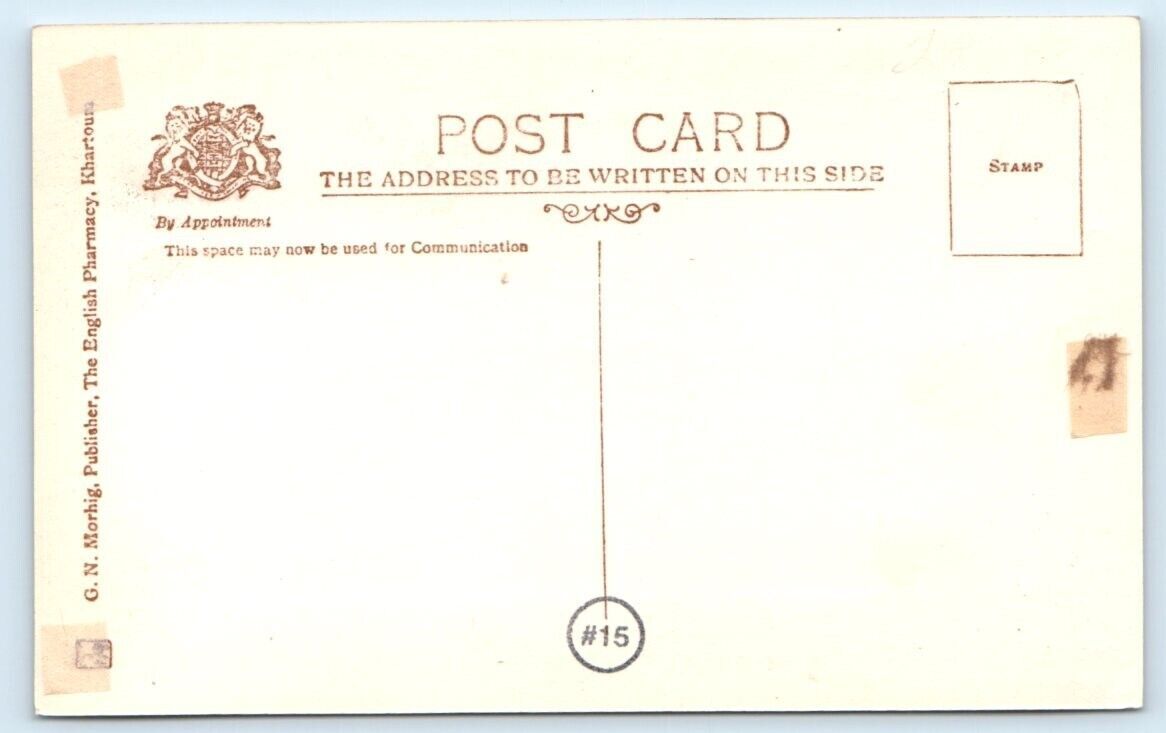 POST CARD
THE ADDRESS TO BE WRITTEN ON THIS SIDE
STAMP
By Appointment
This space may now be used for Communication
G. N. Morhig, Publisher, The English Pharmacy, Khartoum
#15